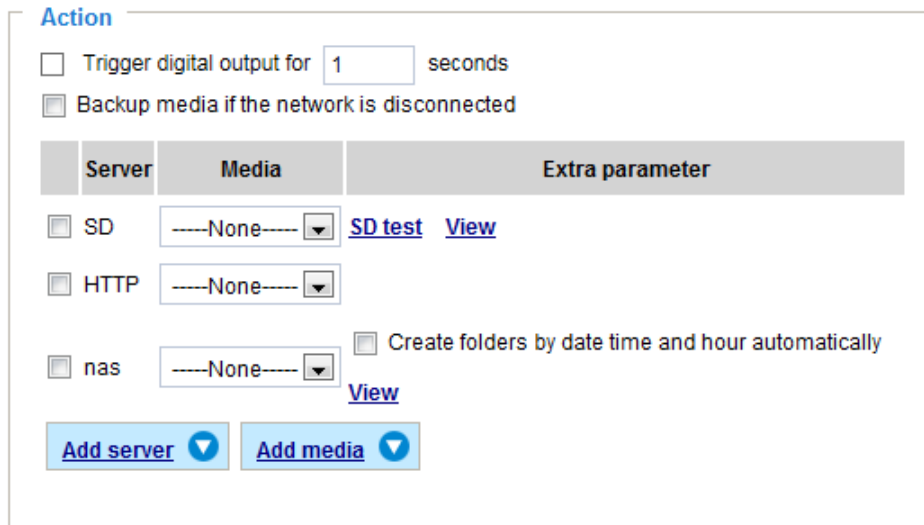 Action
Trigger digital output for 1 seconds
Backup media if the network is disconnected
Server Media Extra parameter
SD -----None----- SD test View
HTTP -----None-----
nas -----None----- Create folders by date time and hour automatically
View
Add server Add media